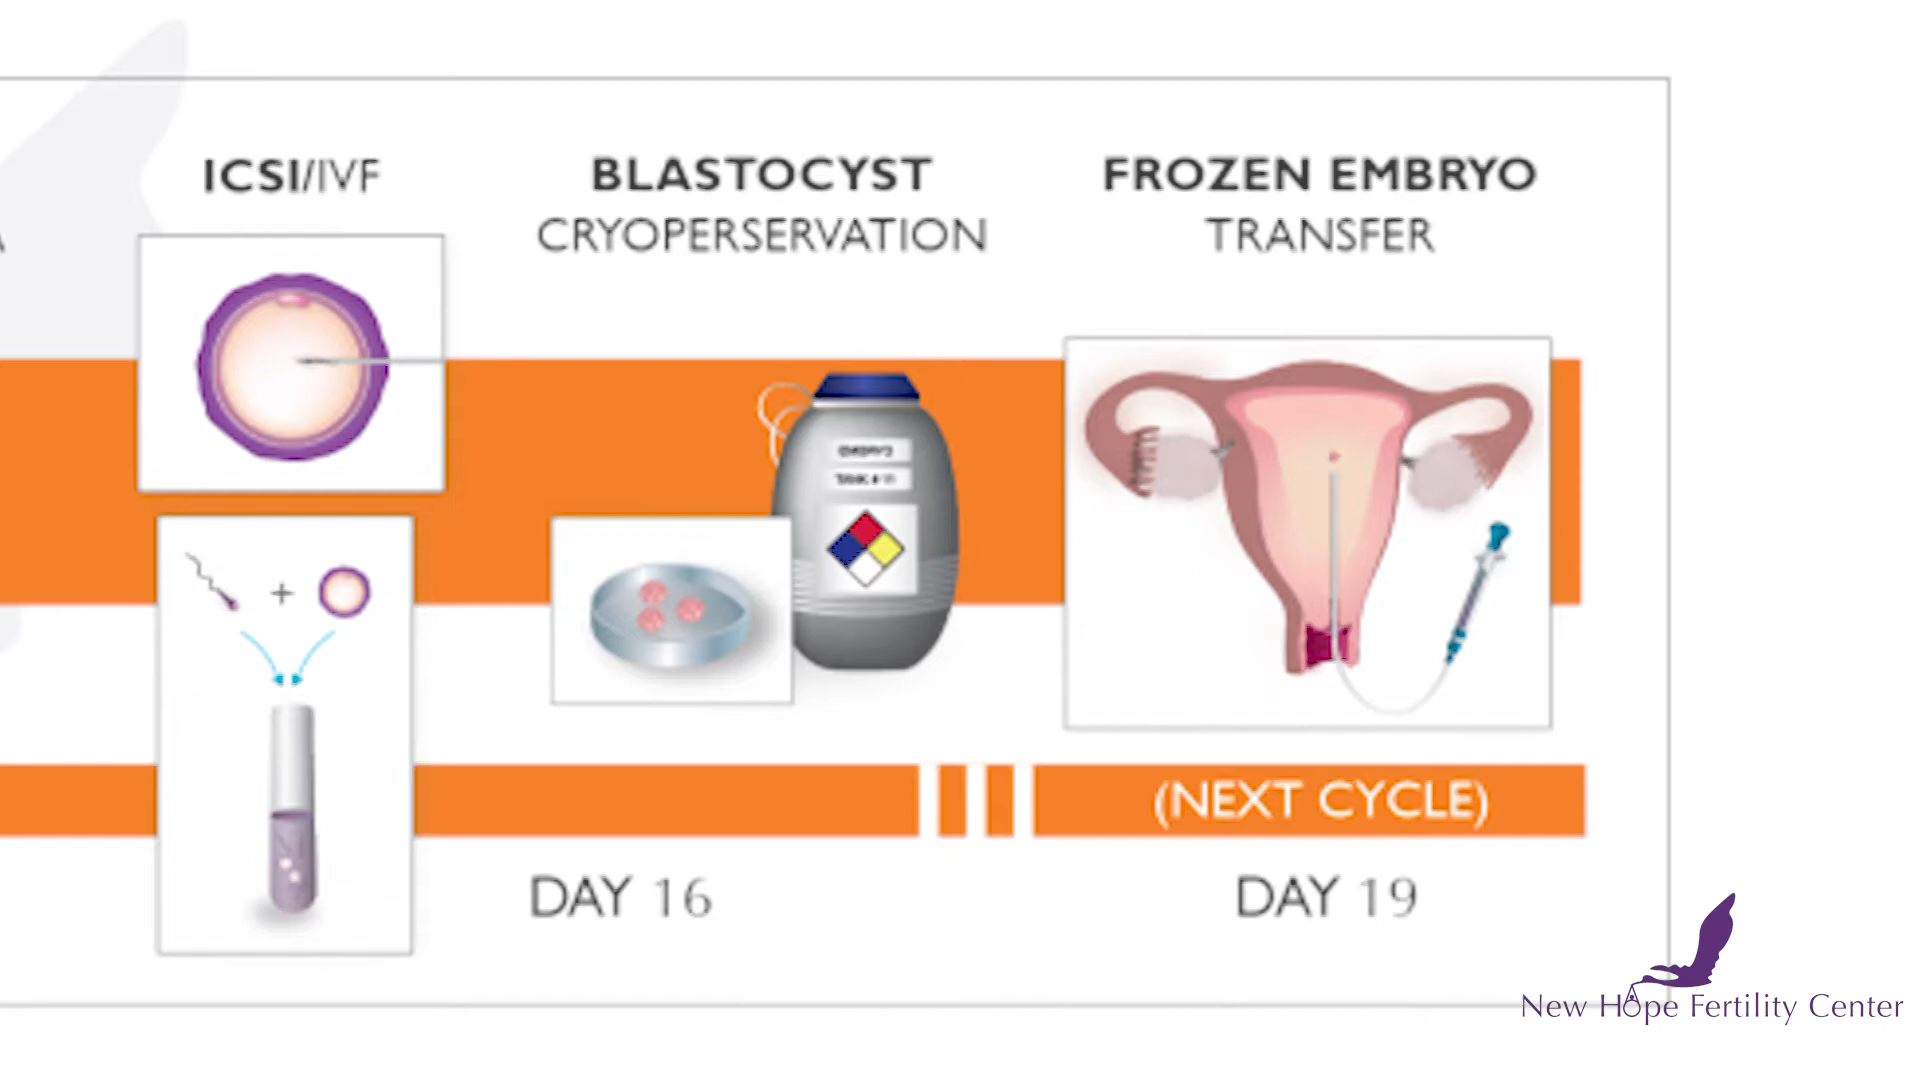 ICSI/IVF
BLASTOCYST
CRYOPERSERVATION
FROZEN EMBRYO
TRANSFER
+
(NEXT CYCLE)
DAY 16
DAY 19
New Hope Fertility Center